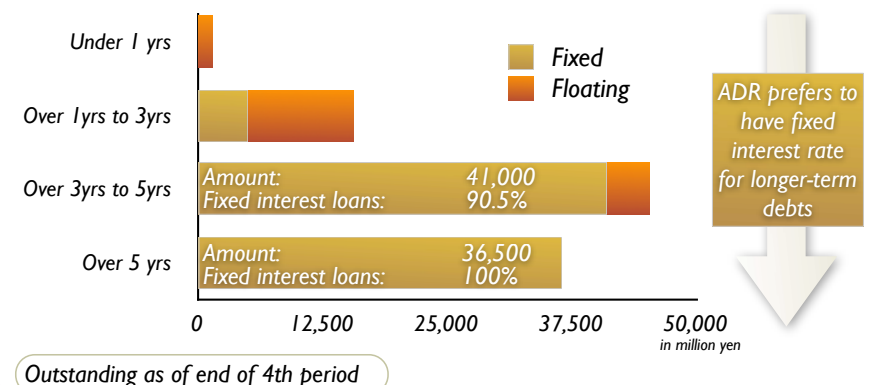 Under 1 yrs
Over 1yrs to 3yrs
Over 3yrs to 5yrs
Over 5 yrs
Fixed
Floating
Amount: 41,000
Fixed interest loans: 90.5%
Amount: 36,500
Fixed interest loans: 100%
0 12,500 25,000 37,500 50,000
in million yen
ADR prefers to
have fixed
interest rate
for longer-term
debts
Outstanding as of end of 4th period